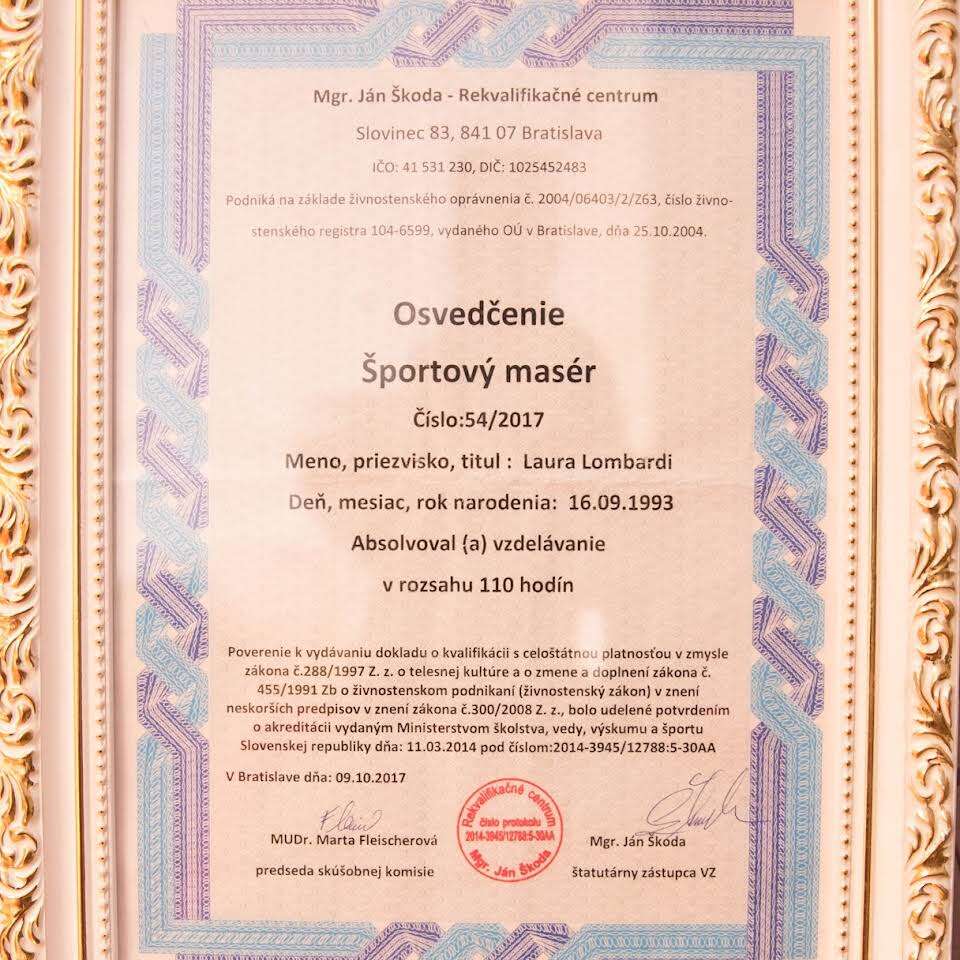 Mgr. Ján Škoda - Rekvalifikačné centrum
Slovinec 83, 841 07 Bratislava
IČO: 41 531 230, DIČ: 1025452483
Podniká na základe živnostenského oprávnenia č. 2004/06403/2/Z63, číslo živno-
stenského registra 104-6599, vydaného OÚ v Bratislave, dňa 25.10.2004.
Osvedčenie
Športový masér
Číslo:54/2017
Meno, priezvisko, titul : Laura Lombardi
Deň, mesiac, rok narodenia: 16.09.1993
Absolvoval (a) vzdelávanie
v rozsahu 110 hodín
Poverenie k vydávaniu dokladu o kvalifikácii s celoštátnou platnosťou v zmysle
zákona č.288/1997 Z. z. o telesnej kultúre a o zmene a doplnení zákona č.
455/1991 Zb o živnostenskom podnikaní (živnostenský zákon) v znení
neskorších predpisov v znení zákona č.300/2008 Z. z., bolo udelené potvrdením
o akreditácii vydaným Ministerstvom školstva, vedy, výskumu a športu
Slovenskej republiky dňa: 11.03.2014 pod číslom:2014-3945/12788:5-30AA
V Bratislave dňa: 09.10.2017
Rekvalifikačné centrum
číslo protokolu
2014-3945/12788:5-30AA
Mgr. Ján Škoda
MUDr. Marta Fleischerová
Mgr. Ján Škoda
predseda skúšobnej komisie
štatutárny zástupca VZ